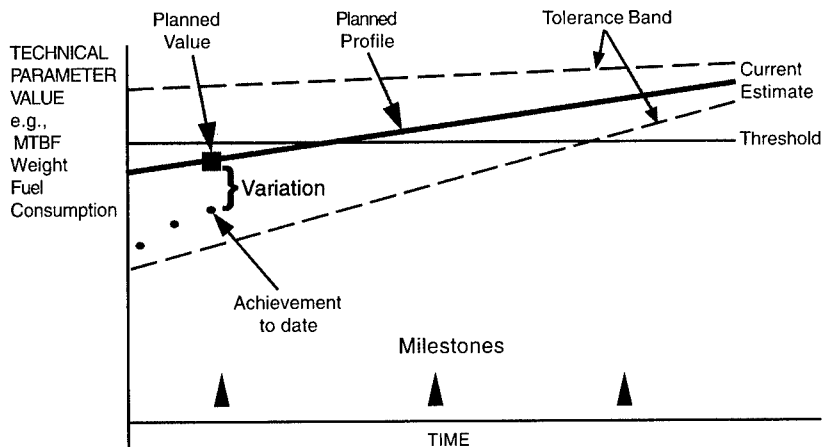 Planned
Value
Planned
Profile
Tolerance Band
TECHNICAL
PARAMETER
VALUE
e.g.,
MTBF
Weight
Fuel
Consumption
Current
Estimate
Threshold
Variation
Achievement
to date
Milestones
TIME